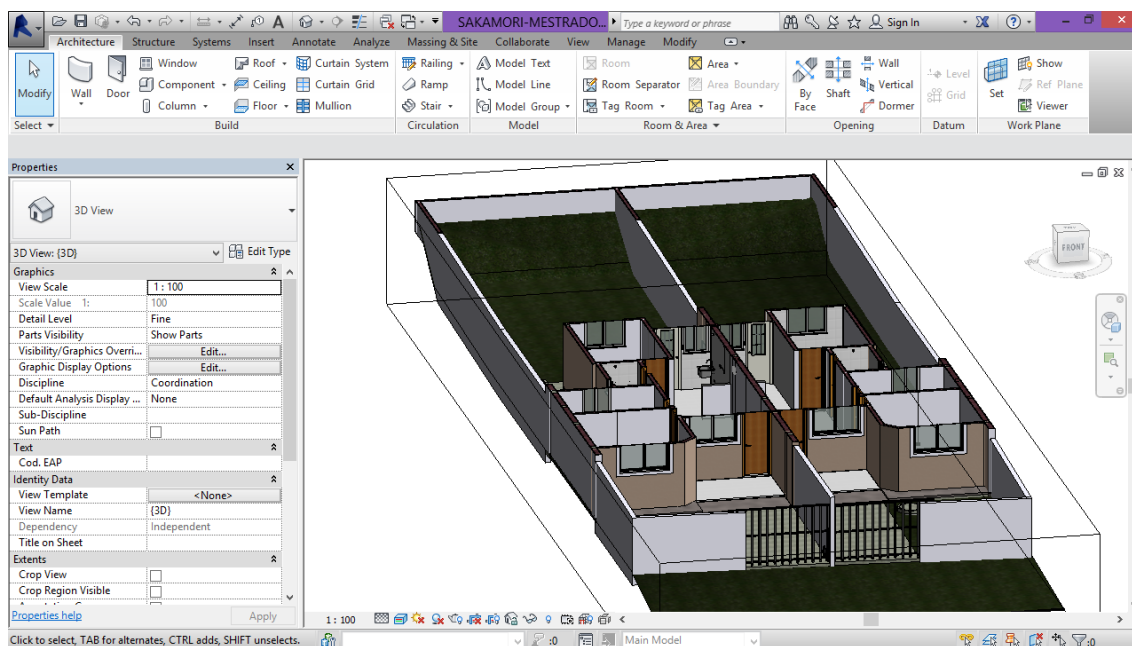 SAKAMORI-MESTRADO... Type a keyword or phrase Sign In
Architecture Structure Systems Insert Annotate Analyze Massing & Site Collaborate View Manage Modify
Modify Wall Door Window Roof Curtain System Railing A Model Text Room Area By Face Shaft Wall Level Set Show
Component Ceiling Curtain Grid Ramp Model Line Room Separator Area Boundary Vertical Grid Ref Plane
Column Floor Mullion Stair Model Group Tag Room Tag Area Dormer Viewer
Select Build Circulation Model Room & Area Opening Datum Work Plane
Properties
3D View
3D View: {3D} Edit Type
Graphics
View Scale 1 : 100
Scale Value 1: 100
Detail Level Fine
Parts Visibility Show Parts
Visibility/Graphics Overri... Edit...
Graphic Display Options Edit...
Discipline Coordination
Default Analysis Display ... None
Sub-Discipline
Sun Path
Text
Cod. EAP
Identity Data
View Template <None>
View Name {3D}
Dependency Independent
Title on Sheet
Extents
Crop View
Crop Region Visible
Properties help Apply
FRONT
1 : 100
Click to select, TAB for alternates, CTRL adds, SHIFT unselects. :0 Main Model :0